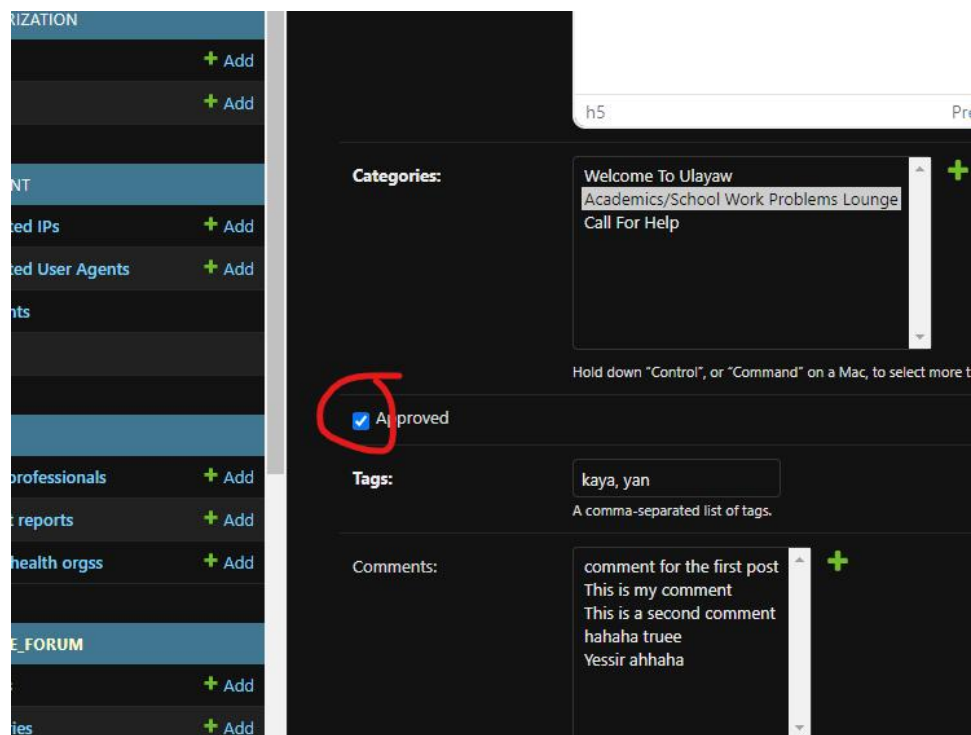 RIZATION
+ Add
+ Add
NT
ted IPs + Add
ted User Agents + Add
nts
professionals + Add
t reports + Add
health orgss + Add
E_FORUM
+ Add
ries + Add
h5 Pre
Categories:
Welcome To Ulayaw
Academics/School Work Problems Lounge
Call For Help
Hold down "Control", or "Command" on a Mac, to select more t
Approved
Tags:
kaya, yan
A comma-separated list of tags.
Comments:
comment for the first post
This is my comment
This is a second comment
hahaha truee
Yessir ahhaha